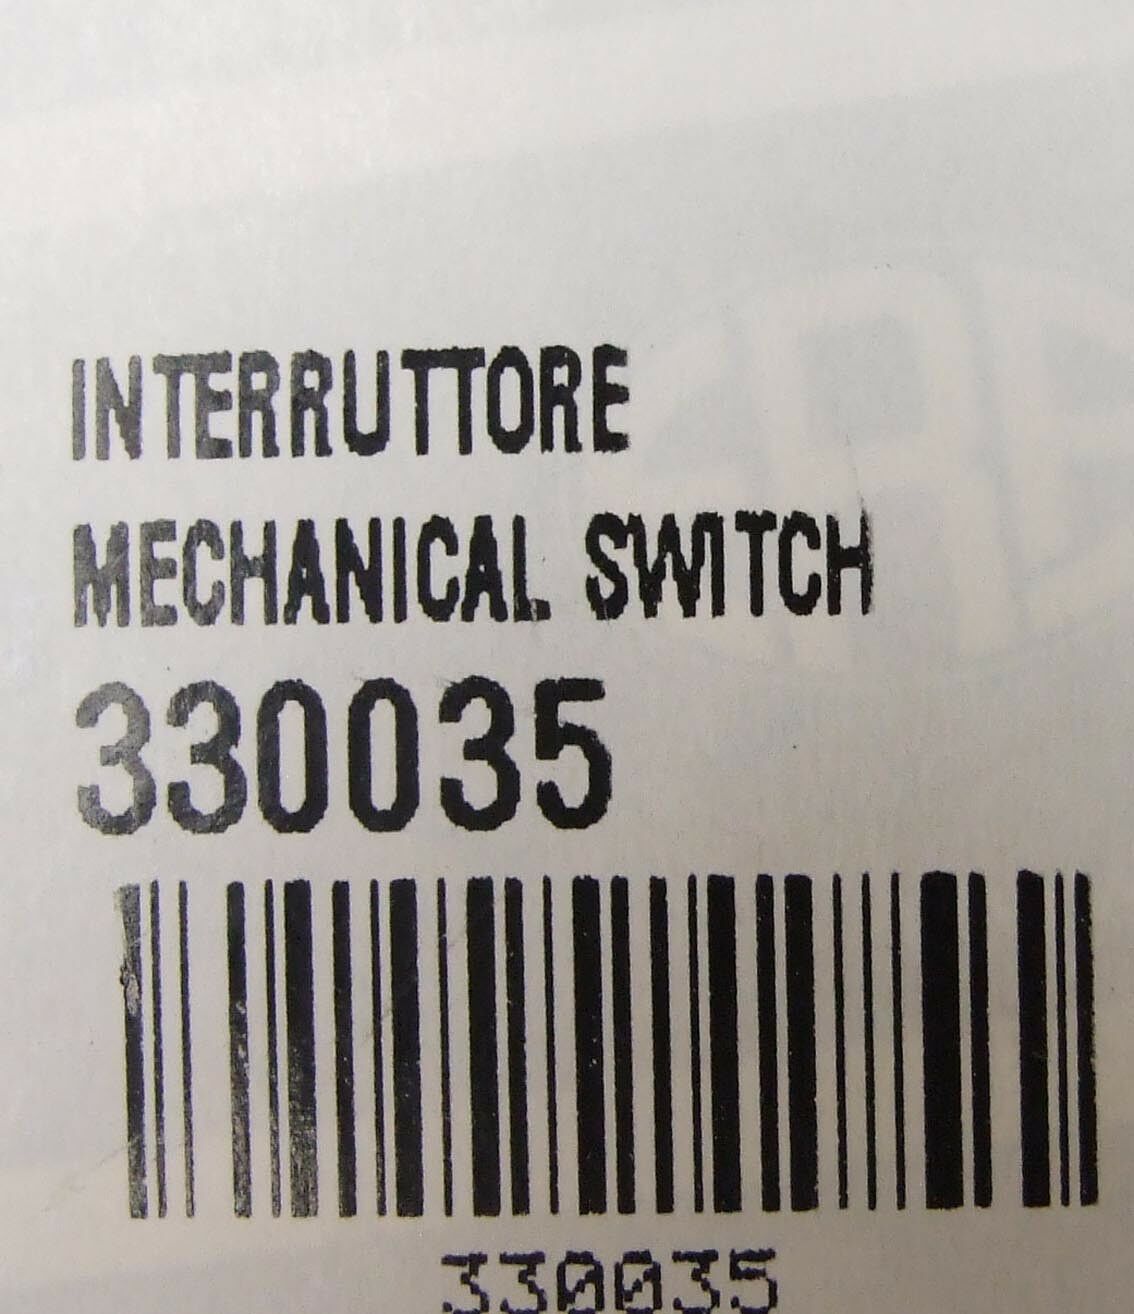 INTERRUTTORE
MECHANICAL SWITCH
330035
330035